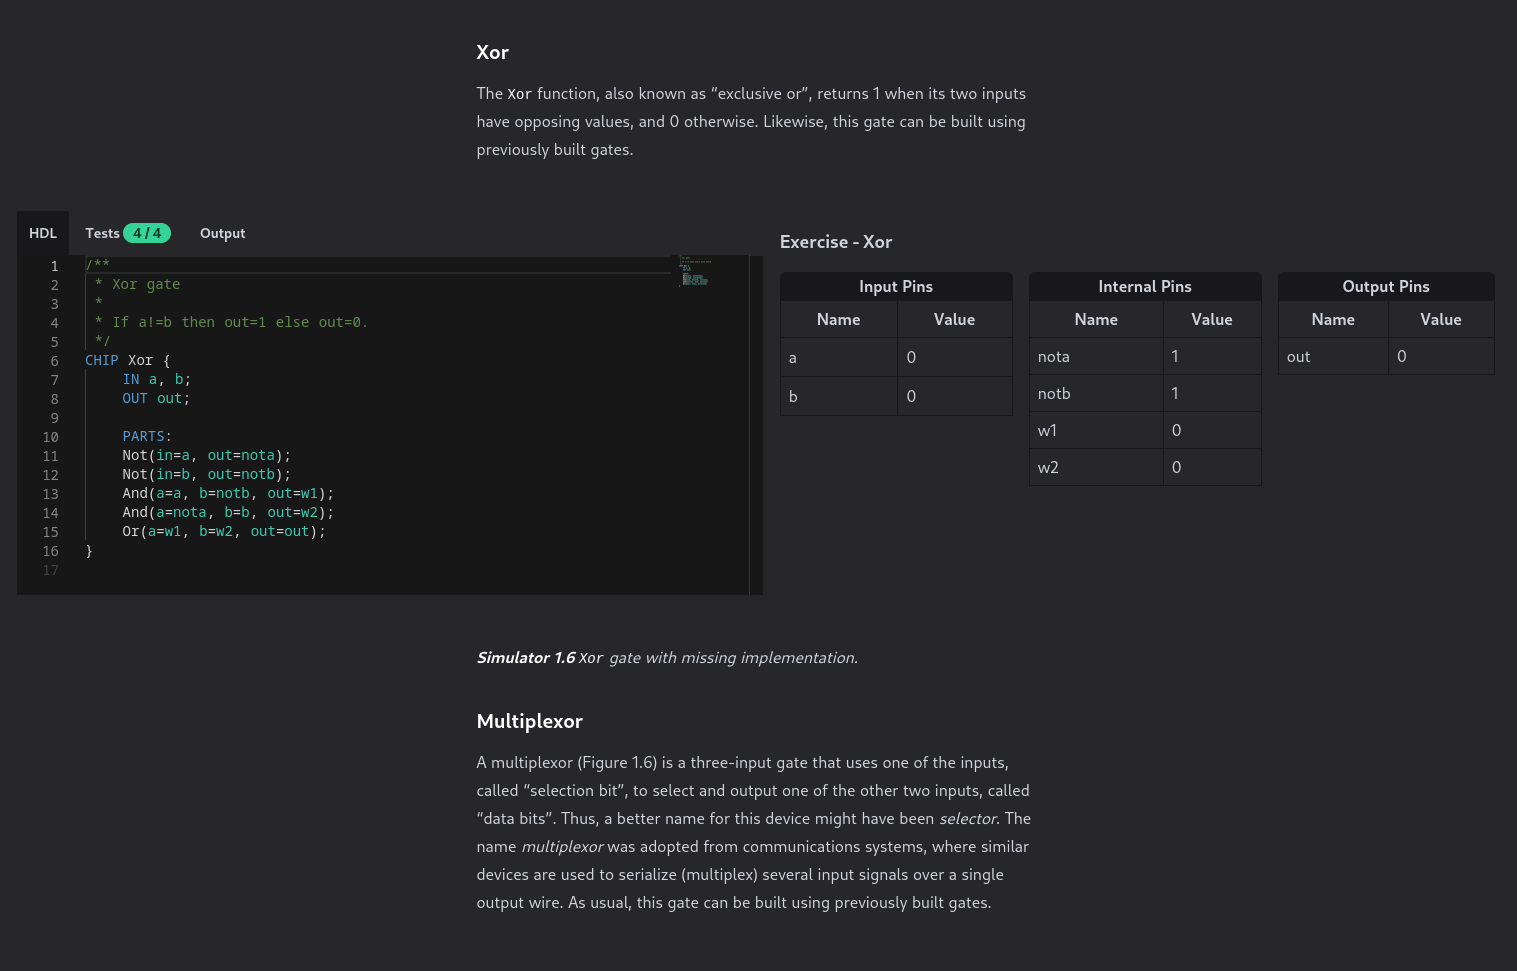 Xor
The Xor function, also known as “exclusive or”, returns 1 when its two inputs
have opposing values, and 0 otherwise. Likewise, this gate can be built using
previously built gates.
HDL Tests 4 / 4 Output
1 /**
2 * Xor gate
3 *
4 * If a!=b then out=1 else out=0.
5 */
6 CHIP Xor {
7 IN a, b;
8 OUT out;
9
10 PARTS:
11 Not(in=a, out=nota);
12 Not(in=b, out=notb);
13 And(a=a, b=notb, out=w1);
14 And(a=nota, b=b, out=w2);
15 Or(a=w1, b=w2, out=out);
16 }
17
Exercise - Xor
Input Pins
Name Value
a 0
b 0
Internal Pins
Name Value
nota 1
notb 1
w1 0
w2 0
Output Pins
Name Value
out 0
Simulator 1.6 Xor gate with missing implementation.
Multiplexor
A multiplexor (Figure 1.6) is a three-input gate that uses one of the inputs,
called “selection bit”, to select and output one of the other two inputs, called
“data bits”. Thus, a better name for this device might have been selector. The
name multiplexor was adopted from communications systems, where similar
devices are used to serialize (multiplex) several input signals over a single
output wire. As usual, this gate can be built using previously built gates.